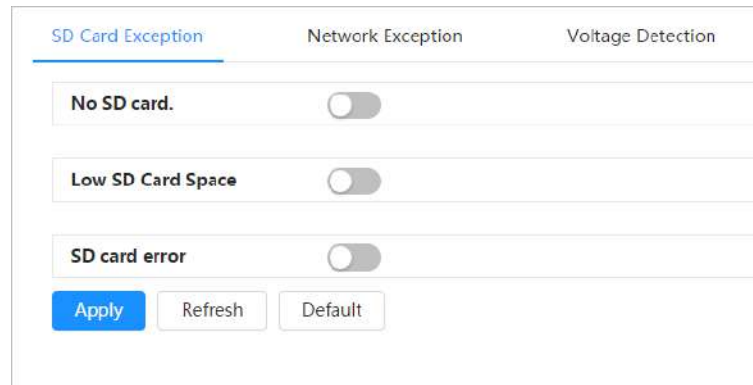 SD Card Exception Network Exception Voltage Detection
No SD card.
Low SD Card Space
SD card error
Apply Refresh Default